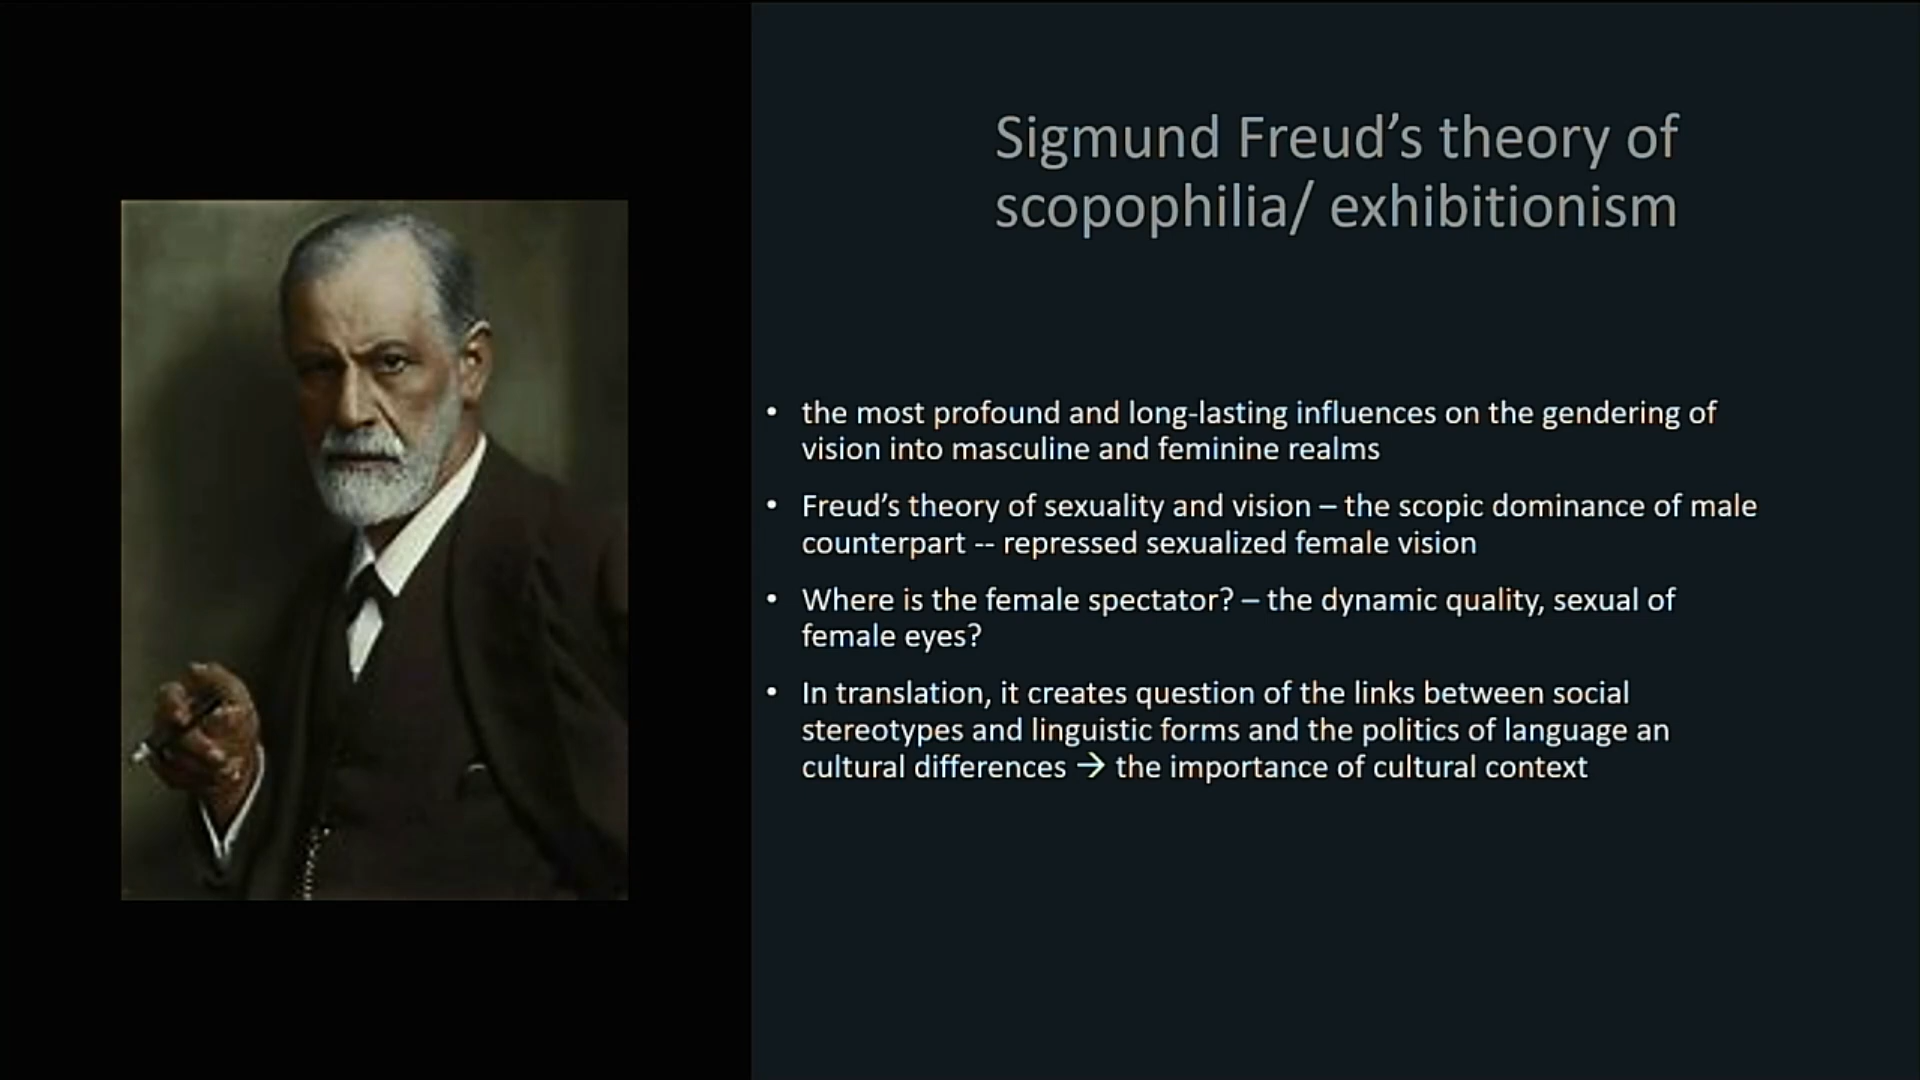 Sigmund Freud’s theory of
scopophilia/ exhibitionism
• the most profound and long-lasting influences on the gendering of
vision into masculine and feminine realms
• Freud’s theory of sexuality and vision – the scopic dominance of male
counterpart -- repressed sexualized female vision
• Where is the female spectator? – the dynamic quality, sexual of
female eyes?
• In translation, it creates question of the links between social
stereotypes and linguistic forms and the politics of language an
cultural differences → the importance of cultural context